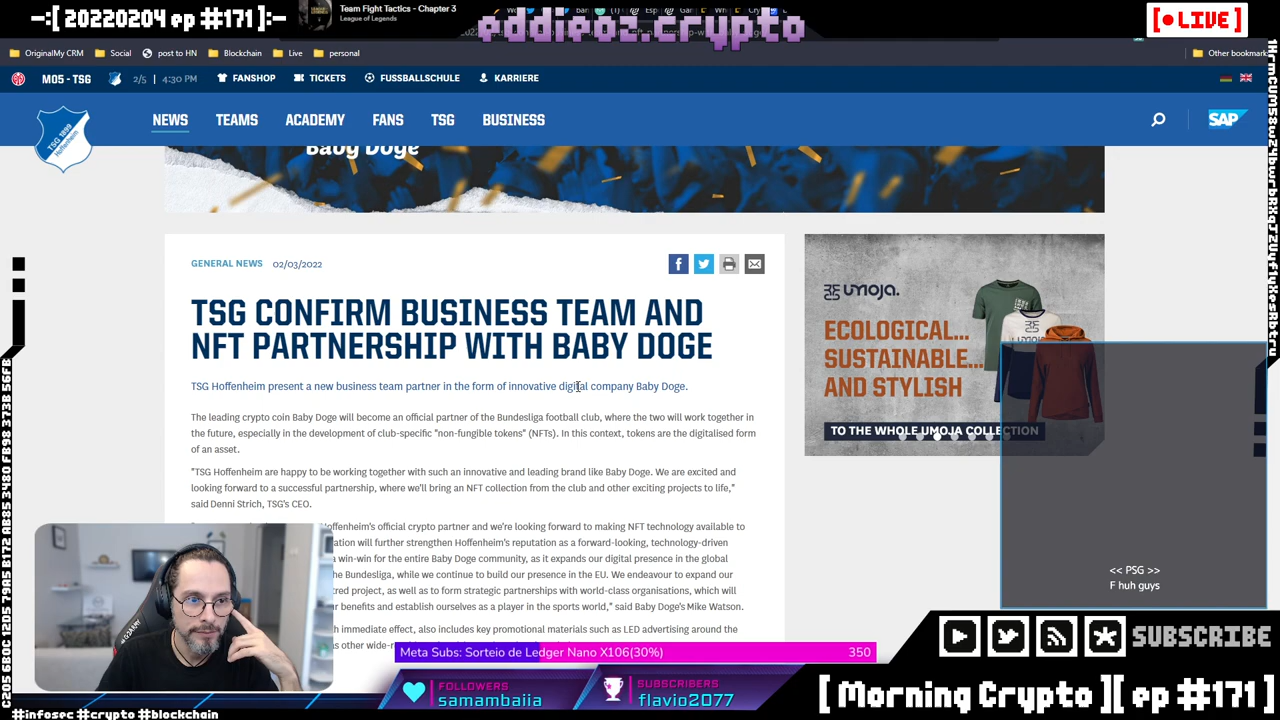 -:[ 20220204 ep #171 ]:-
Team Fight Tactics - Chapter 3
League of Legends
eddieoz.crypto
[ LIVE ]
OriginalMy CRM
Social
post to HN
Blockchain
Live
personal
Other bookmark
M05 - TSG
2/5 | 4:30 PM
FANSHOP
TICKETS
FUSSBALLSCHULE
KARRIERE
NEWS
TEAMS
ACADEMY
FANS
TSG
BUSINESS
SAP
Baby Doge
GENERAL NEWS 02/03/2022
TSG CONFIRM BUSINESS TEAM AND
NFT PARTNERSHIP WITH BABY DOGE
TSG Hoffenheim present a new business team partner in the form of innovative digital company Baby Doge.
The leading crypto coin Baby Doge will become an official partner of the Bundesliga football club, where the two will work together in
the future, especially in the development of club-specific "non-fungible tokens" (NFTs). In this context, tokens are the digitalised form
of an asset.
"TSG Hoffenheim are happy to be working together with such an innovative and leading brand like Baby Doge. We are excited and
looking forward to a successful partnership, where we'll bring an NFT collection from the club and other exciting projects to life,"
said Denni Strich, TSG's CEO.
offenheim's official crypto partner and we're looking forward to making NFT technology available to
ation will further strengthen Hoffenheim's reputation as a forward-looking, technology-driven
a win-win for the entire Baby Doge community, as it expands our digital presence in the global
he Bundesliga, while we continue to build our presence in the EU. We endeavour to expand our
tred project, as well as to form strategic partnerships with world-class organisations, which will
r benefits and establish ourselves as a player in the sports world," said Baby Doge's Mike Watson.
h immediate effect, also includes key promotional materials such as LED advertising around the
as other wide-r
umoja.
ECOLOGICAL...
SUSTAINABLE...
AND STYLISH
TO THE WHOLE UMOJA COLLECTION
<< PSG >>
F huh guys
Meta Subs: Sorteio de Ledger Nano X106(30%)
350
FOLLOWERS
samambaiia
SUBSCRIBERS
flavio2077
SUBSCRIBE
[ Morning Crypto ][ ep #171 ]
#infosec #crypto #blockchain